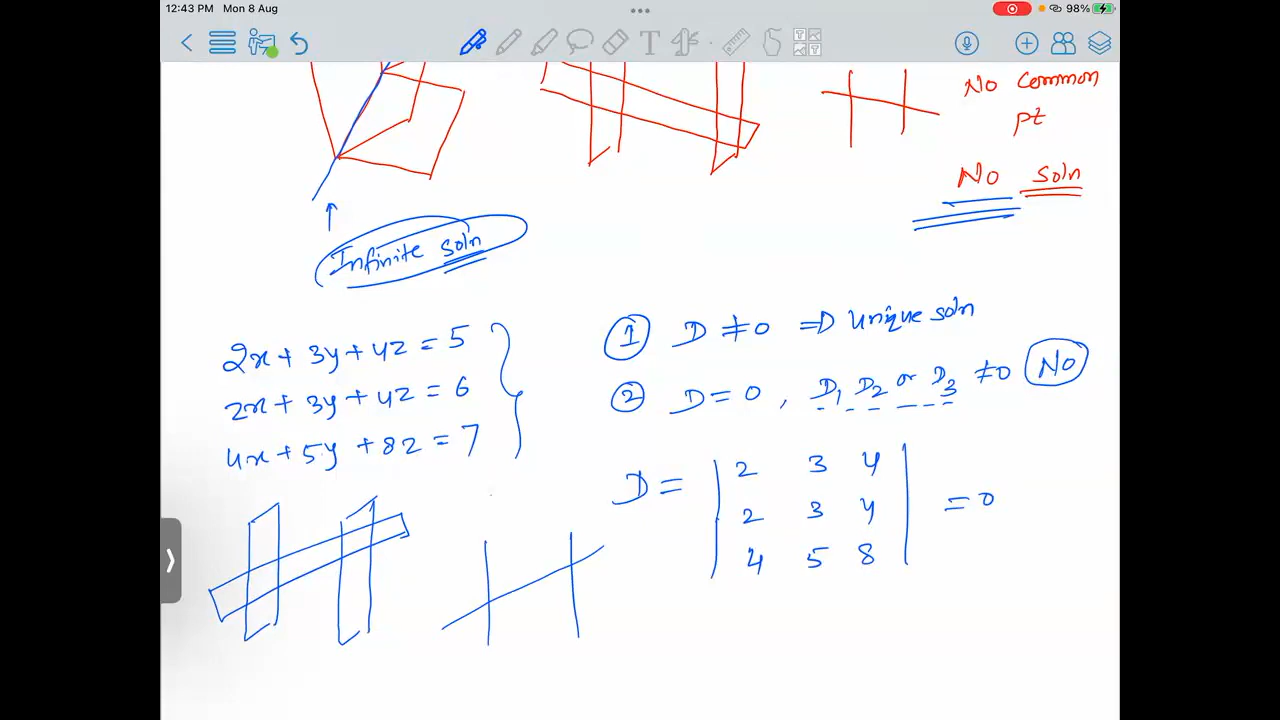 12:43 PM Mon 8 Aug
98%
No common
pt
No soln
Infinite soln
2x + 3y + 4z = 5
2x + 3y + 4z = 6
4x + 5y + 8z = 7
① D ≠ 0 ⇒ unique soln
② D = 0 , D₁ D₂ or D₃ ≠ 0 No
D = | 2 3 4 |
| 2 3 4 | = 0
| 4 5 8 |